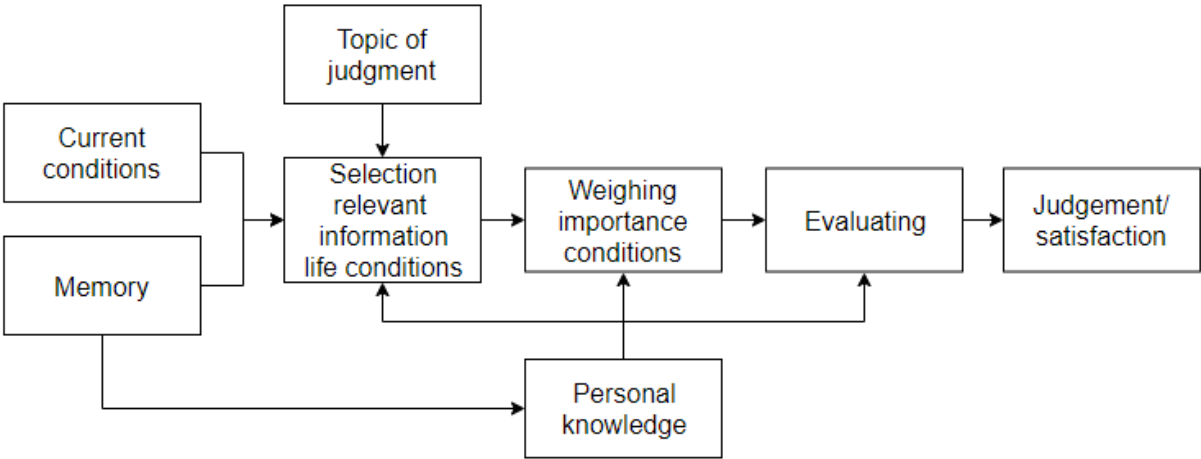 Topic of
judgment
Current
conditions
Memory
Selection
relevant
information
life conditions
Weighing
importance
conditions
Evaluating
Judgement/
satisfaction
Personal
knowledge